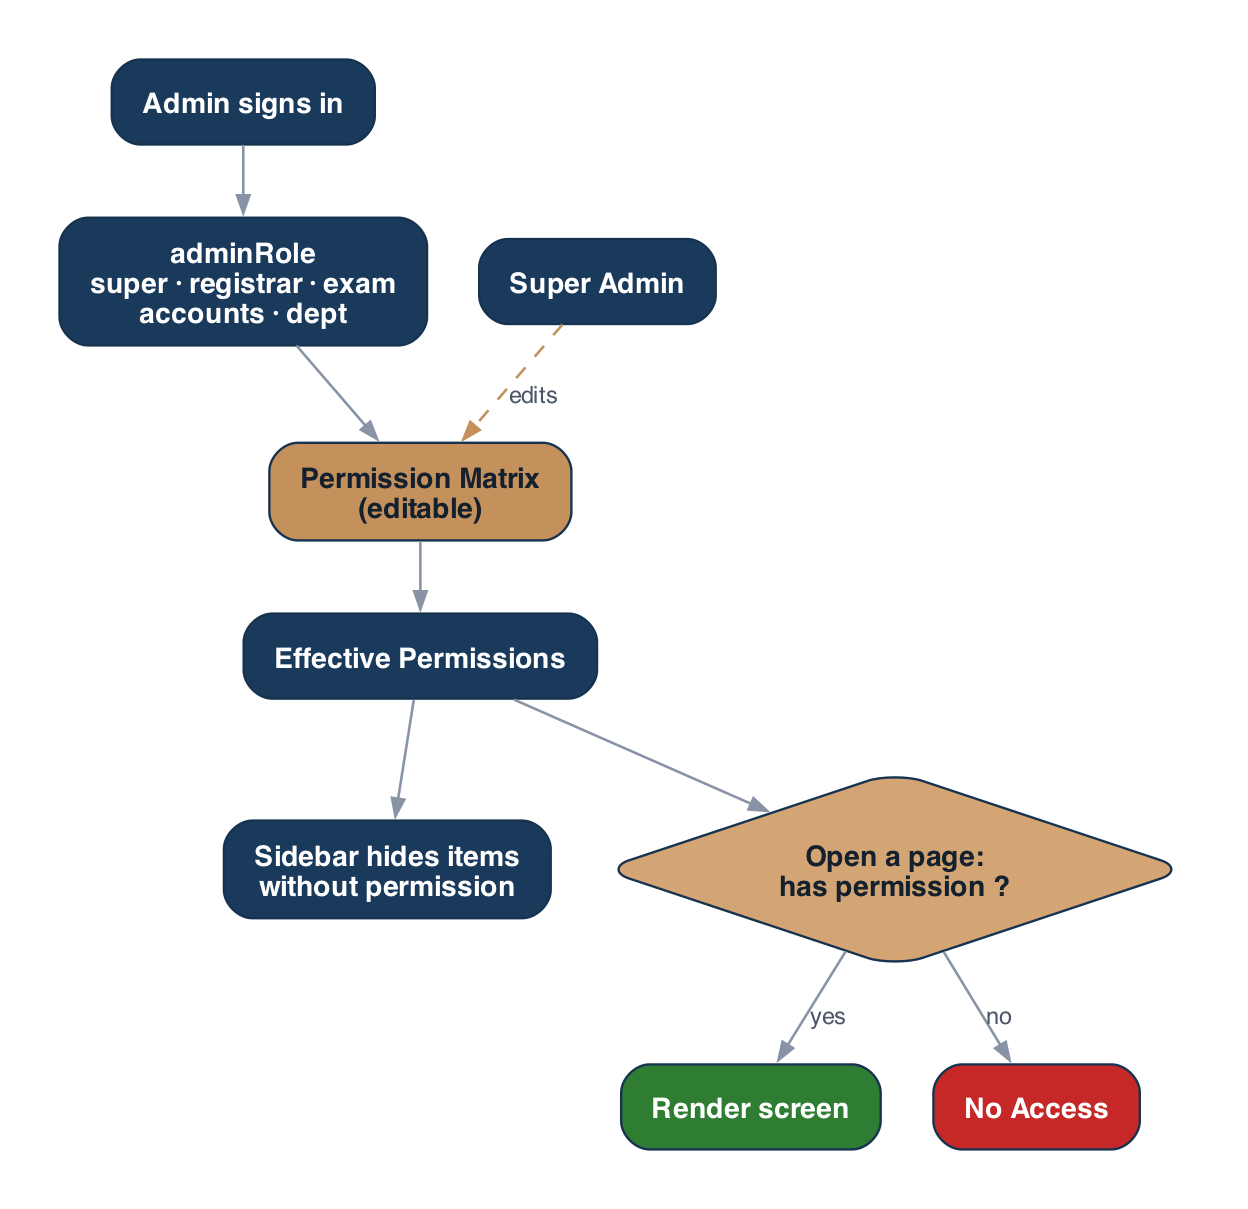 Admin signs in
adminRole
super · registrar · exam
accounts · dept
Super Admin
edits
Permission Matrix
(editable)
Effective Permissions
Sidebar hides items
without permission
Open a page:
has permission ?
yes
no
Render screen
No Access